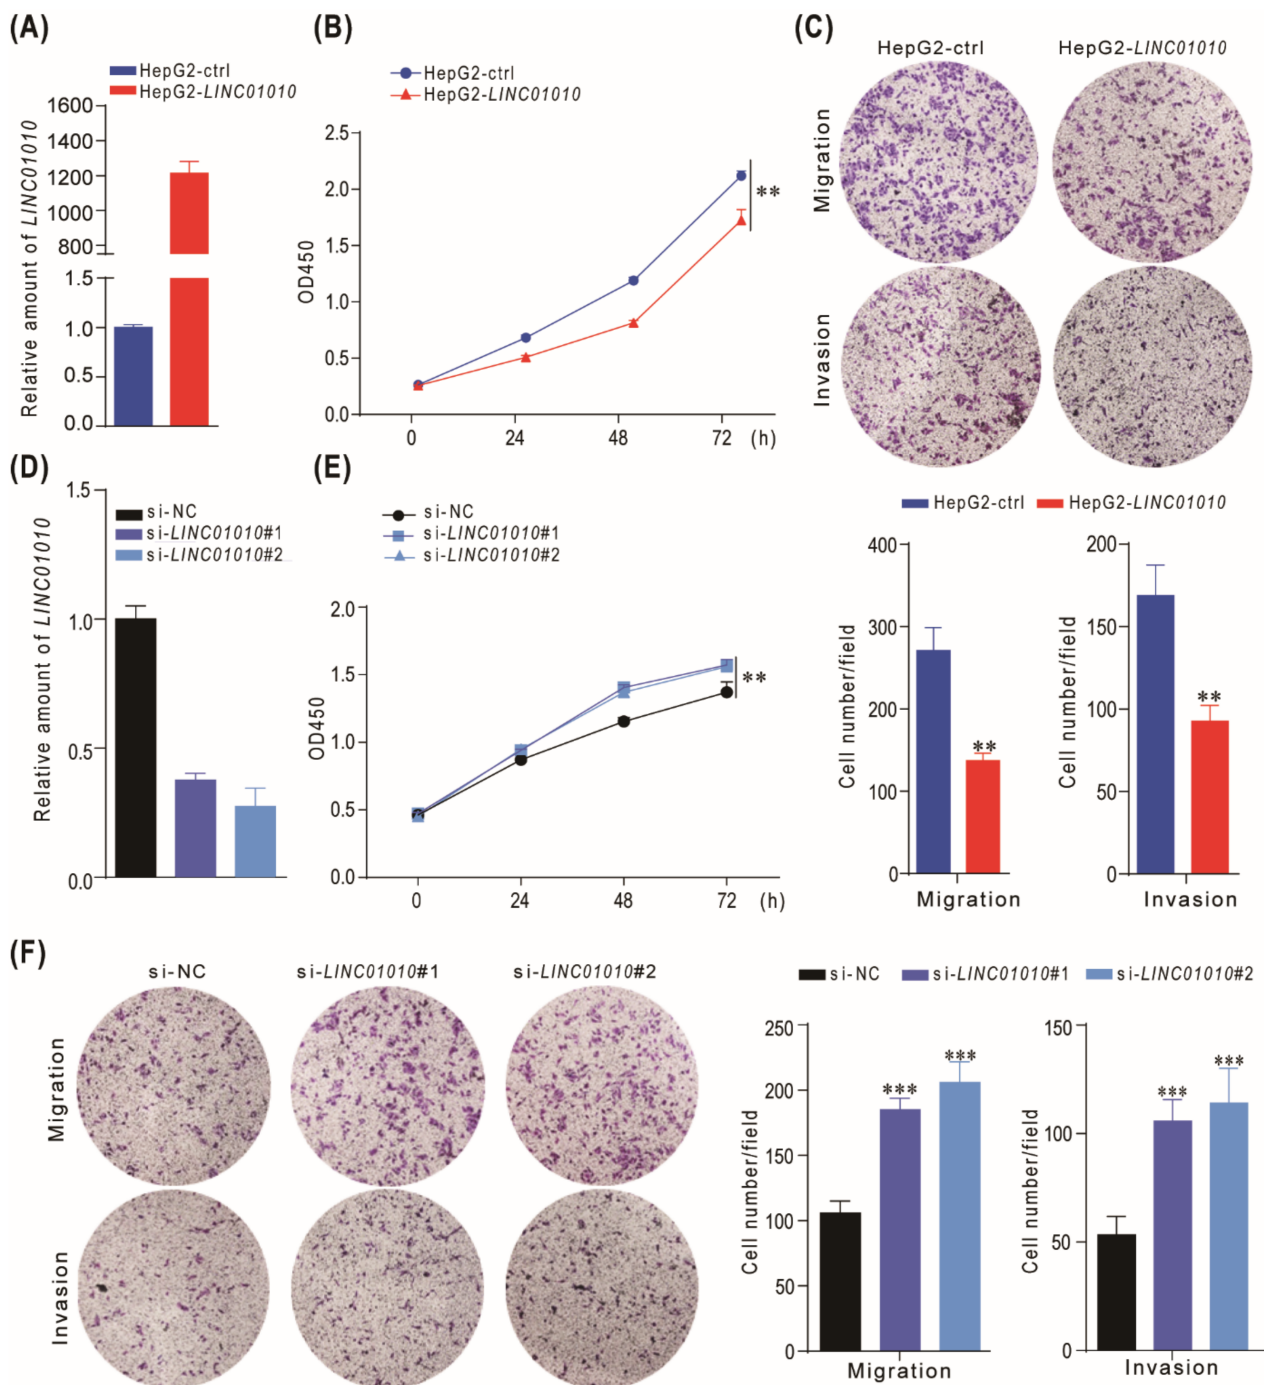 (A)
HepG2-ctrl
HepG2-LINC01010
Relative amount of LINC01010
1600
1400
1200
1000
800
600
1.5
1.0
0.5
0.0
(B)
HepG2-ctrl
HepG2-LINC01010
OD450
2.5
2.0
1.5
1.0
0.5
0.0
0 24 48 72 (h)
**
(C)
HepG2-ctrl HepG2-LINC01010
Migration
Invasion
HepG2-ctrl HepG2-LINC01010
Cell number/field
400
300
200
100
0
**
Migration
Cell number/field
200
150
100
50
0
**
Invasion
(D)
si-NC
si-LINC01010#1
si-LINC01010#2
Relative amount of LINC01010
1.5
1.0
0.5
0.0
(E)
si-NC
si-LINC01010#1
si-LINC01010#2
OD450
2.0
1.5
1.0
0.5
0.0
0 24 48 72 (h)
**
(F)
si-NC si-LINC01010#1 si-LINC01010#2
Migration
Invasion
si-NC si-LINC01010#1 si-LINC01010#2
Cell number/field
250
200
150
100
50
0
*** ***
Migration
Cell number/field
150
100
50
0
*** ***
Invasion